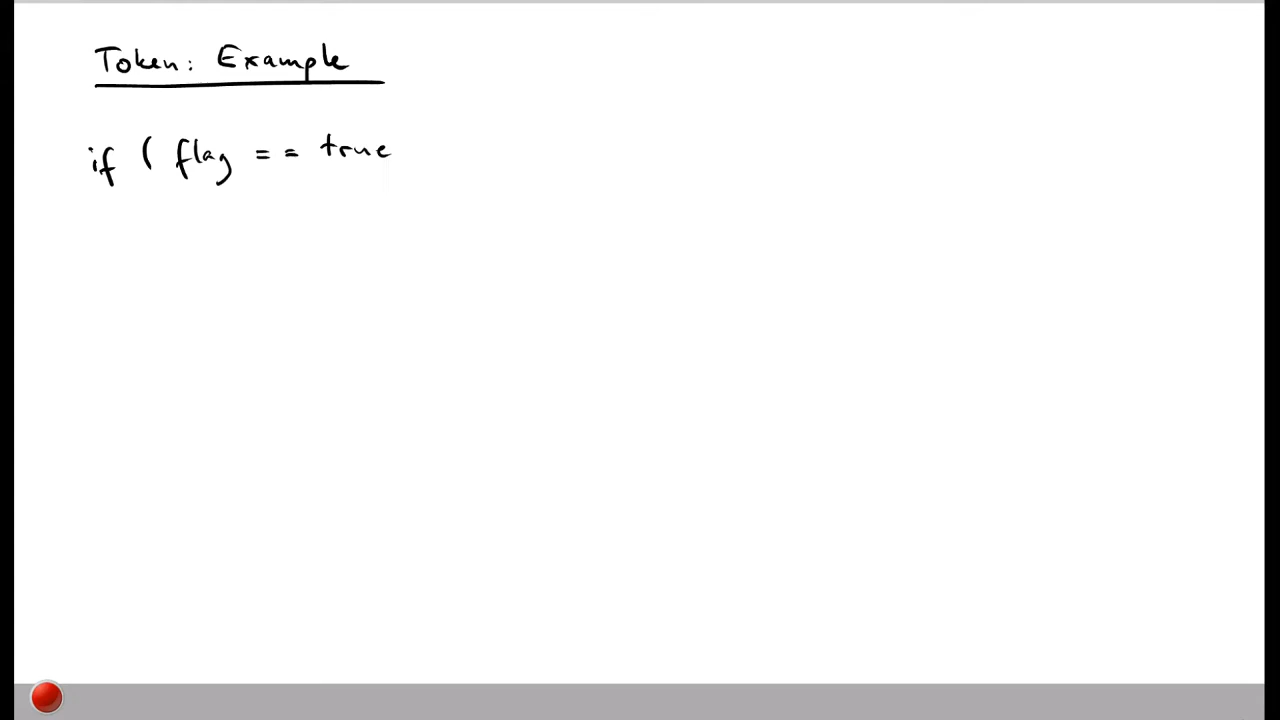 Token: Example
if ( flag == true